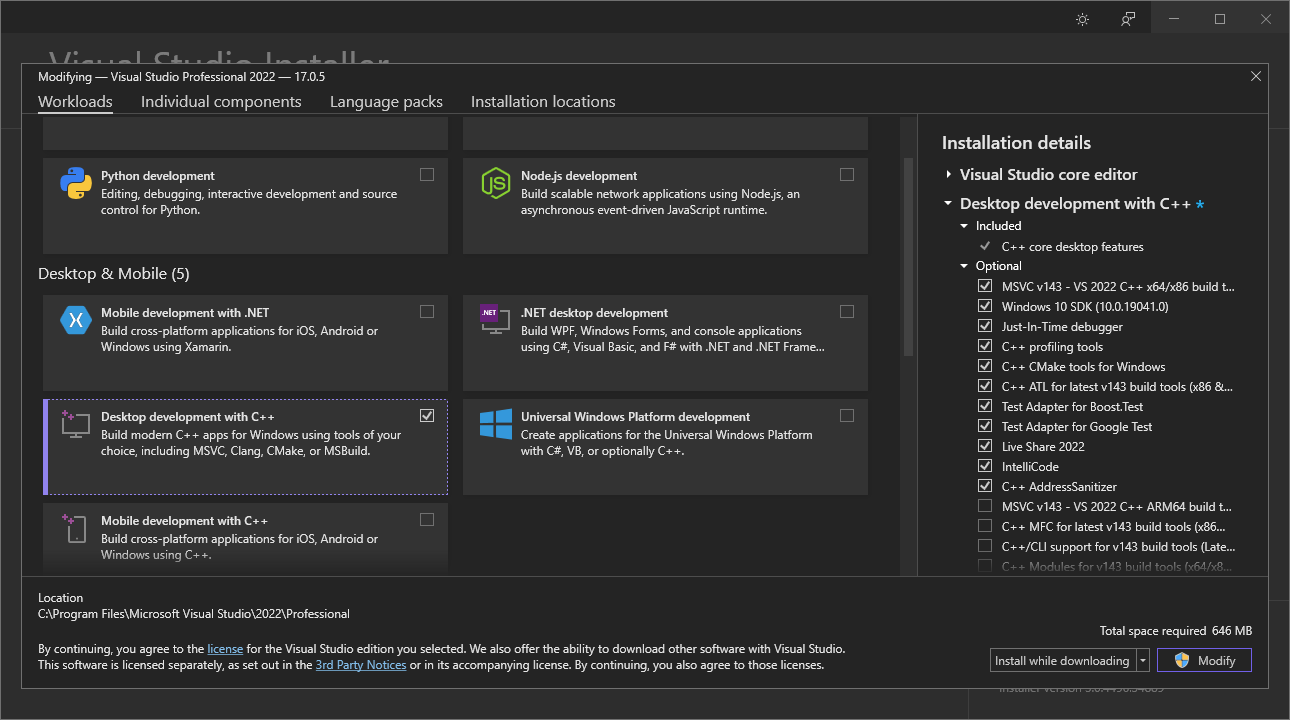 Visual Studio Installer
Modifying — Visual Studio Professional 2022 — 17.0.5
Workloads
Individual components
Language packs
Installation locations
Python development
Editing, debugging, interactive development and source
control for Python.
Node.js development
Build scalable network applications using Node.js, an
asynchronous event-driven JavaScript runtime.
Desktop & Mobile (5)
Mobile development with .NET
Build cross-platform applications for iOS, Android or
Windows using Xamarin.
.NET
.NET desktop development
Build WPF, Windows Forms, and console applications
using C#, Visual Basic, and F# with .NET and .NET Frame...
Desktop development with C++
Build modern C++ apps for Windows using tools of your
choice, including MSVC, Clang, CMake, or MSBuild.
Universal Windows Platform development
Create applications for the Universal Windows Platform
with C#, VB, or optionally C++.
Mobile development with C++
Build cross-platform applications for iOS, Android or
Windows using C++.
Installation details
Visual Studio core editor
Desktop development with C++ *
Included
C++ core desktop features
Optional
MSVC v143 - VS 2022 C++ x64/x86 build t...
Windows 10 SDK (10.0.19041.0)
Just-In-Time debugger
C++ profiling tools
C++ CMake tools for Windows
C++ ATL for latest v143 build tools (x86 &...
Test Adapter for Boost.Test
Test Adapter for Google Test
Live Share 2022
IntelliCode
C++ AddressSanitizer
MSVC v143 - VS 2022 C++ ARM64 build t...
C++ MFC for latest v143 build tools (x86...
C++/CLI support for v143 build tools (Late...
C++ Modules for v143 build tools (x64/x8...
Location
C:\Program Files\Microsoft Visual Studio\2022\Professional
By continuing, you agree to the license for the Visual Studio edition you selected. We also offer the ability to download other software with Visual Studio.
This software is licensed separately, as set out in the 3rd Party Notices or in its accompanying license. By continuing, you also agree to those licenses.
Total space required 646 MB
Install while downloading
Modify